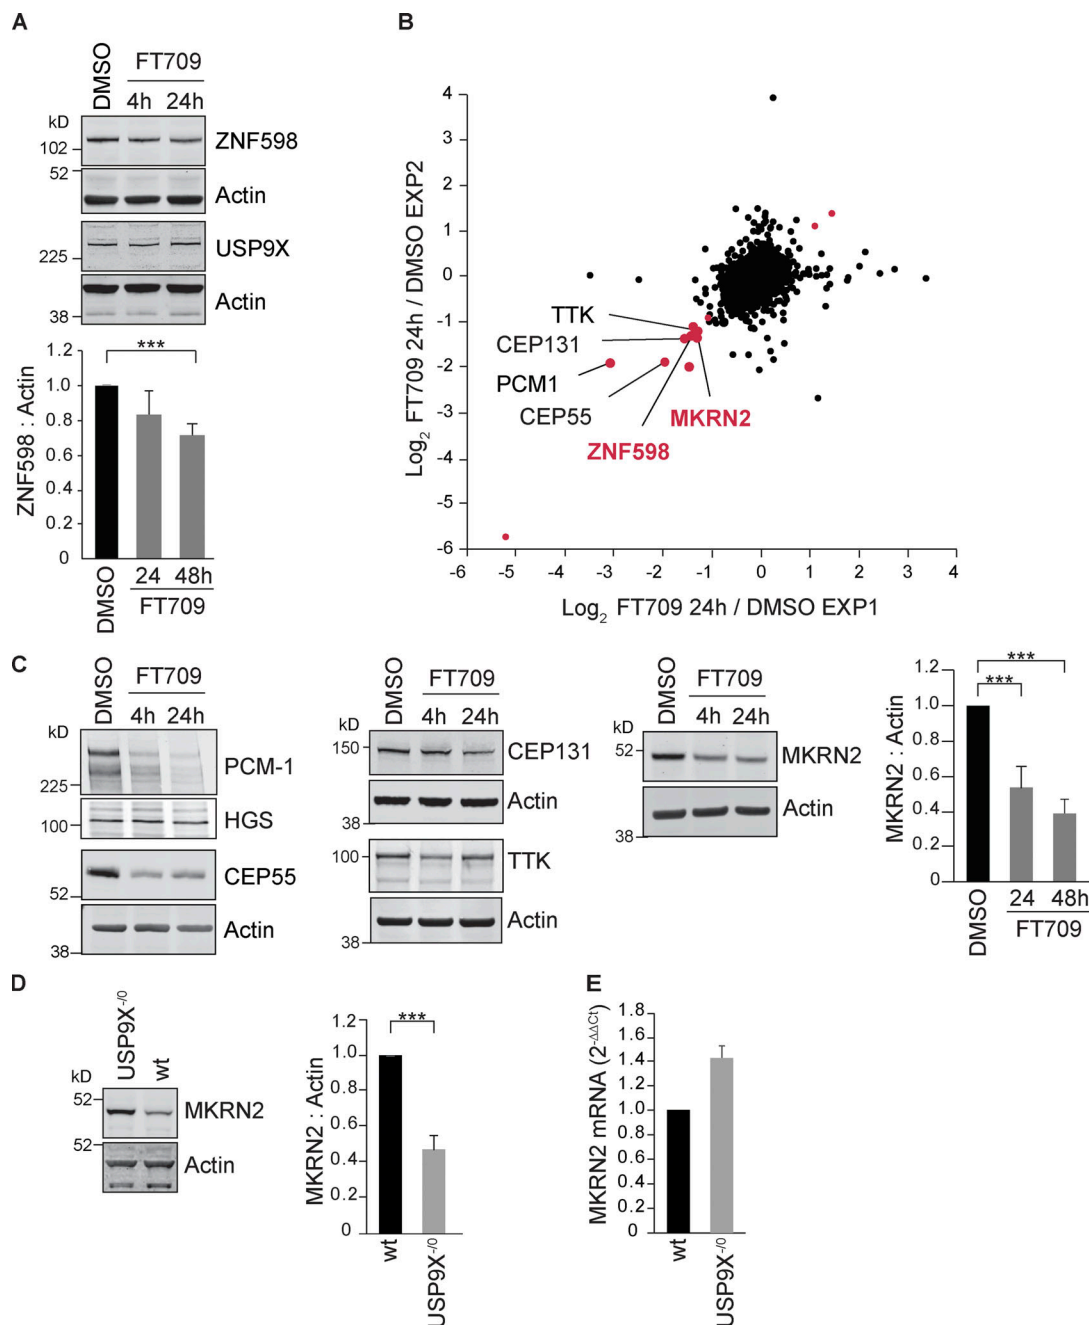 A
DMSO
FT709
4h 24h
kD
102
ZNF598
52
Actin
225
USP9X
38
Actin
1.2
1.0
0.8
0.6
0.4
0.2
0
ZNF598 : Actin
***
DMSO
24 48h
FT709
B
4
3
2
1
0
-1
-2
-3
-4
-5
-6
Log2 FT709 24h / DMSO EXP2
TTK
CEP131
PCM1
CEP55
MKRN2
ZNF598
-6 -5 -4 -3 -2 -1 0 1 2 3 4
Log2 FT709 24h / DMSO EXP1
C
DMSO
FT709
4h 24h
kD
225
PCM-1
100
HGS
52
CEP55
38
Actin
DMSO
FT709
4h 24h
kD
150
CEP131
38
Actin
100
TTK
38
Actin
DMSO
FT709
4h 24h
kD
52
MKRN2
38
Actin
1.2
1.0
0.8
0.6
0.4
0.2
0
MKRN2 : Actin
***
***
DMSO
24 48h
FT709
D
USP9X-/0
wt
kD
52
MKRN2
52
Actin
1.2
1.0
0.8
0.6
0.4
0.2
0
MKRN2 : Actin
***
wt
USP9X-/0
E
1.8
1.6
1.4
1.2
1.0
0.8
0.6
0.4
0.2
0
MKRN2 mRNA (2-ΔΔCt)
wt
USP9X-/0